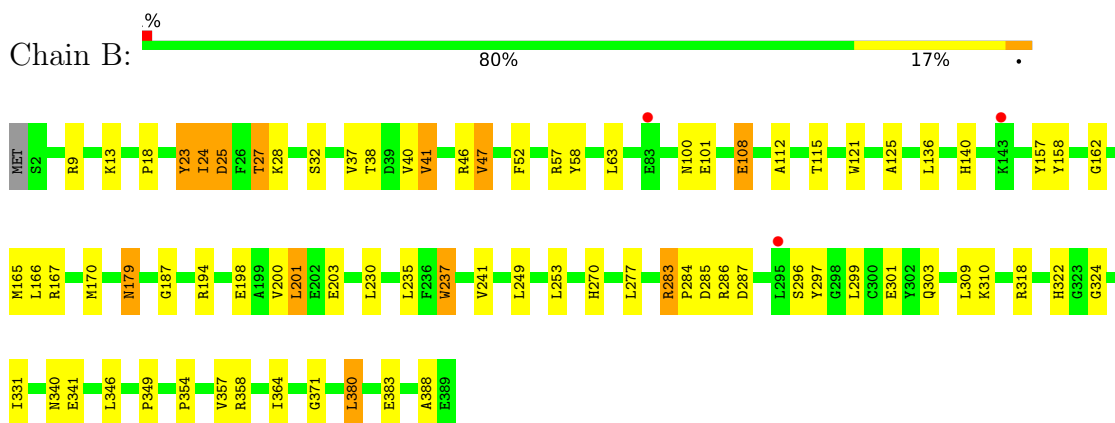 .%
Chain B:
80% 17% •
MET S2 R9 K13 P18 Y23 I24 D25 F26 T27 K28 S32 V37 T38 D39 V40 V41 R46 V47 F52 R57 Y58 L63 E83 N100 E101 E108 A112 T115 W121 A125 L136 H140 K143 Y157 Y158 G162
M165 L166 R167 M170 N179 G187 R194 E198 A199 V200 L201 E202 E203 L230 L235 F236 W237 V241 L249 L253 H270 L277 R283 P284 D285 R286 D287 L295 S296 Y297 G298 L299 C300 E301 Y302 Q303 L309 K310 R318 H322 G323 G324
I331 N340 E341 L346 P349 P354 V357 R358 I364 G371 L380 E383 A388 E389